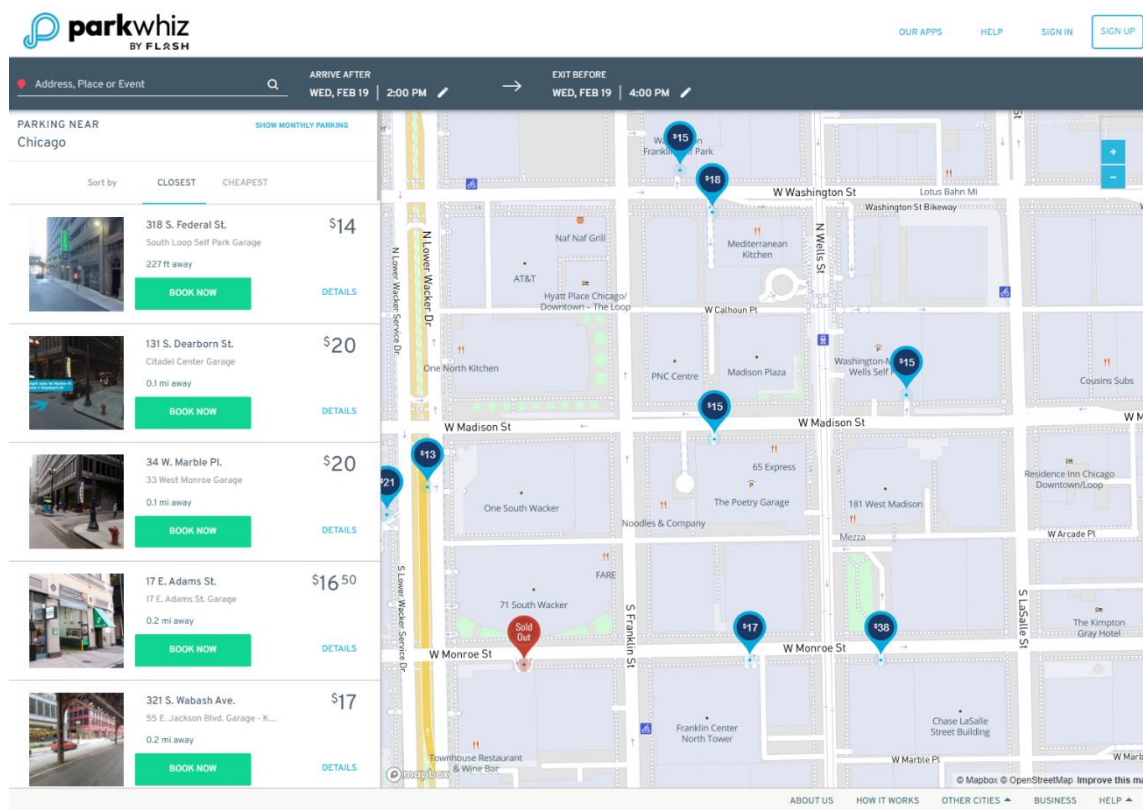 parkwhiz
BY FLASH
OUR APPS
HELP
SIGN IN
SIGN UP
Address, Place or Event
ARRIVE AFTER
WED, FEB 19 | 2:00 PM
EXIT BEFORE
WED, FEB 19 | 4:00 PM
PARKING NEAR
Chicago
SHOW MONTHLY PARKING
Sort by
CLOSEST
CHEAPEST
318 S. Federal St.
$14
South Loop Self Park Garage
227 ft away
BOOK NOW
DETAILS
131 S. Dearborn St.
$20
Citadel Center Garage
0.1 mi away
BOOK NOW
DETAILS
34 W. Marble Pl.
$20
33 West Monroe Garage
0.1 mi away
BOOK NOW
DETAILS
17 E. Adams St.
$16 50
17 E. Adams St. Garage
0.2 mi away
BOOK NOW
DETAILS
321 S. Wabash Ave.
$17
55 E. Jackson Blvd. Garage - K...
0.2 mi away
BOOK NOW
DETAILS
$15
Park
$18
W Washington St
Lotus Bahn Mi
Washington St Bikeway
Naf Naf Grill
Mediterranean
Kitchen
N Wells St
N Lower Wacker Dr
N Lower Wacker Service Dr
AT&T
Hyatt Place Chicago/
Downtown – The Loop
W Calhoun Pl
One North Kitchen
PNC Centre
Madison Plaza
Wells Self
$15
Cousins Subs
$15
W Madison St
W Madison St
W M
$13
$21
65 Express
Residence Inn Chicago
Downtown/Loop
One South Wacker
The Poetry Garage
181 West Madison
Noodles & Company
Mezza
W Arcade Pl
FARE
S Lower Wacker Dr
S Lower Wacker Service Dr
71 South Wacker
S Franklin St
S LaSalle St
St
Sold
Out
$17
$38
The Kimpton
Gray Hotel
W Monroe St
W Monroe St
Franklin Center
North Tower
Chase LaSalle
Street Building
Townhouse Restaurant
& Wine Bar
W Marble Pl
W Marb
mapbox
© Mapbox © OpenStreetMap Improve this ma
ABOUT US
HOW IT WORKS
OTHER CITIES
BUSINESS
HELP